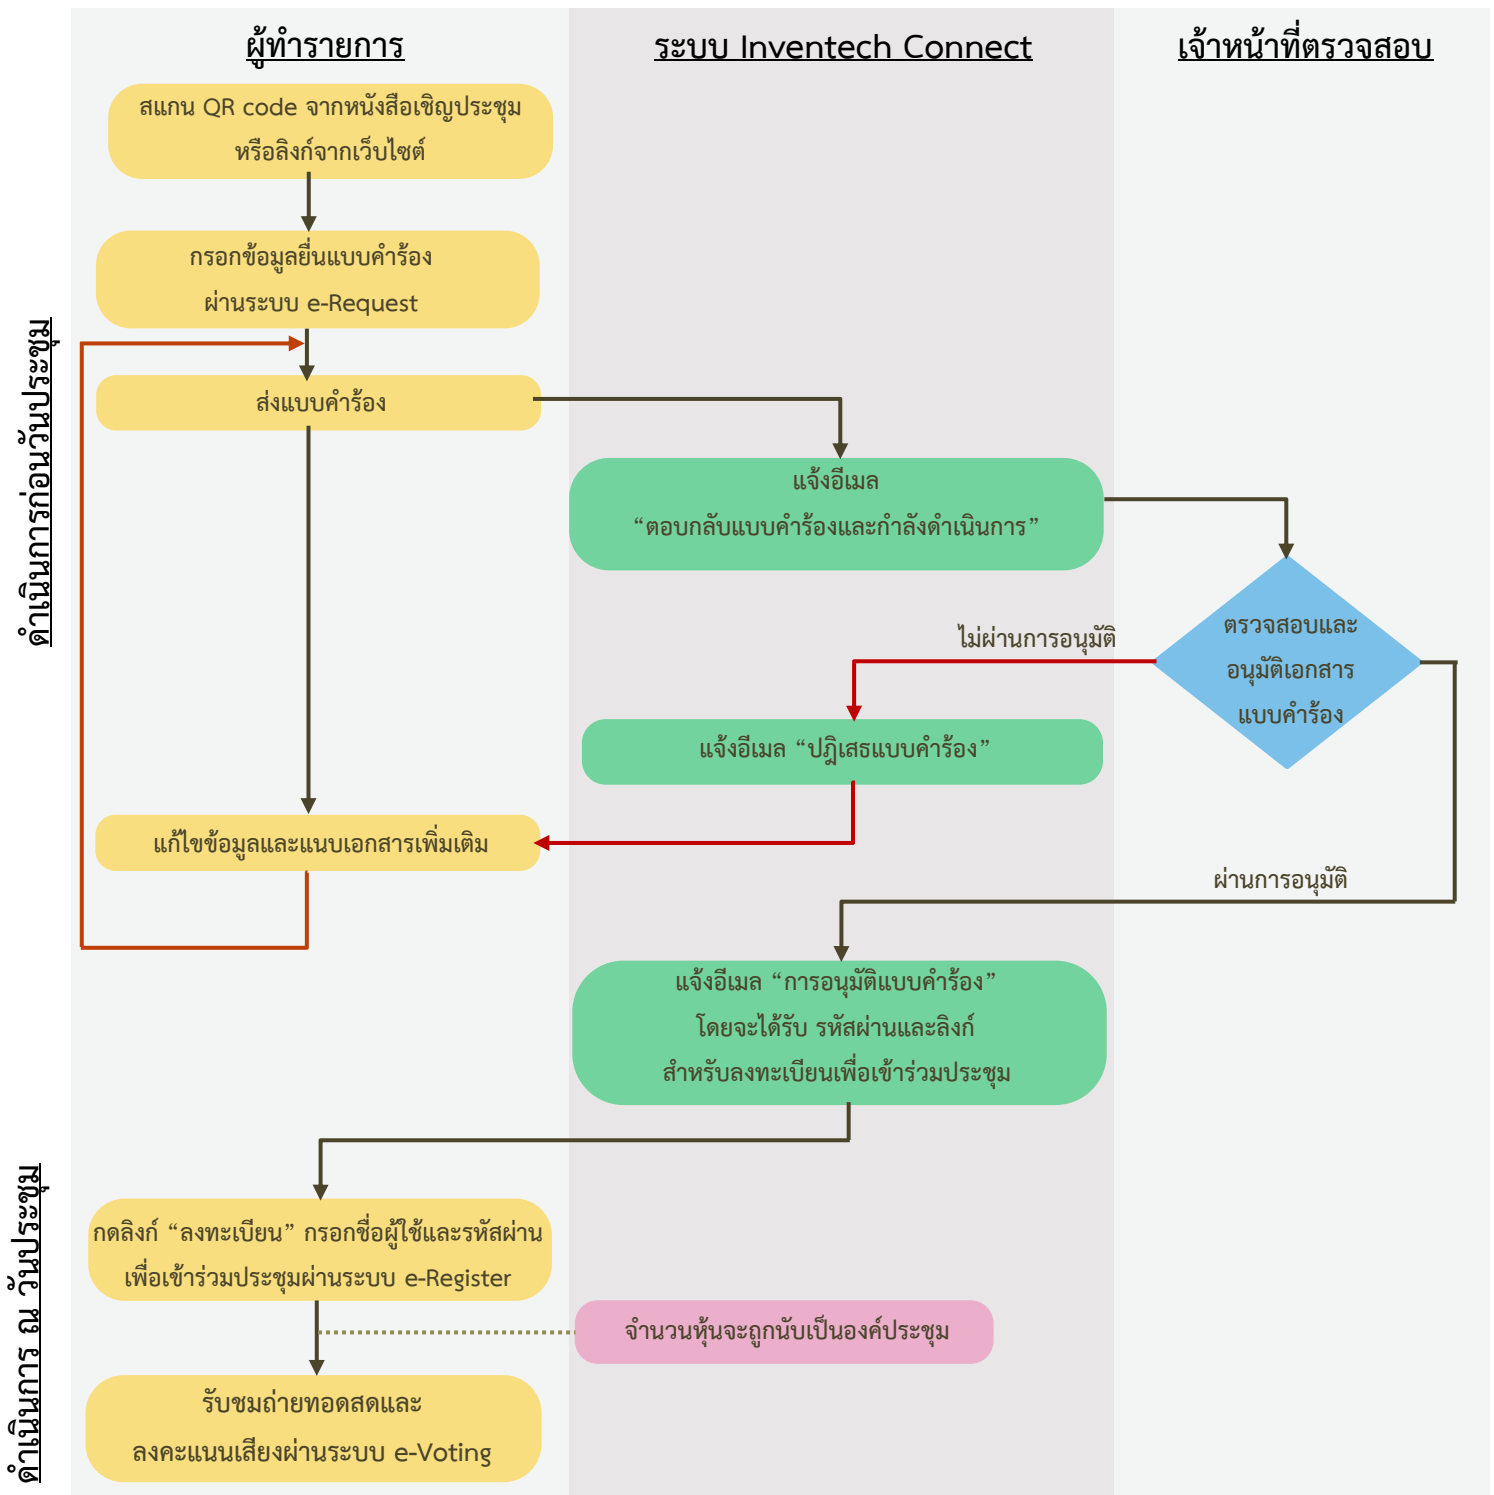 ผู้ทำรายการ
ระบบ Inventech Connect
เจ้าหน้าที่ตรวจสอบ
ดำเนินการก่อนวันประชุม
สแกน QR code จากหนังสือเชิญประชุม
หรือลิงก์จากเว็บไซต์
กรอกข้อมูลยื่นแบบคำร้อง
ผ่านระบบ e-Request
ส่งแบบคำร้อง
แจ้งอีเมล
“ตอบกลับแบบคำร้องและกำลังดำเนินการ”
ตรวจสอบและ
อนุมัติเอกสาร
แบบคำร้อง
ไม่ผ่านการอนุมัติ
แจ้งอีเมล “ปฎิเสธแบบคำร้อง”
แก้ไขข้อมูลและแนบเอกสารเพิ่มเติม
ผ่านการอนุมัติ
แจ้งอีเมล “การอนุมัติแบบคำร้อง”
โดยจะได้รับ รหัสผ่านและลิงก์
สำหรับลงทะเบียนเพื่อเข้าร่วมประชุม
ดำเนินการ ณ วันประชุม
กดลิงก์ “ลงทะเบียน” กรอกชื่อผู้ใช้และรหัสผ่าน
เพื่อเข้าร่วมประชุมผ่านระบบ e-Register
จำนวนหุ้นจะถูกนับเป็นองค์ประชุม
รับชมถ่ายทอดสดและ
ลงคะแนนเสียงผ่านระบบ e-Voting